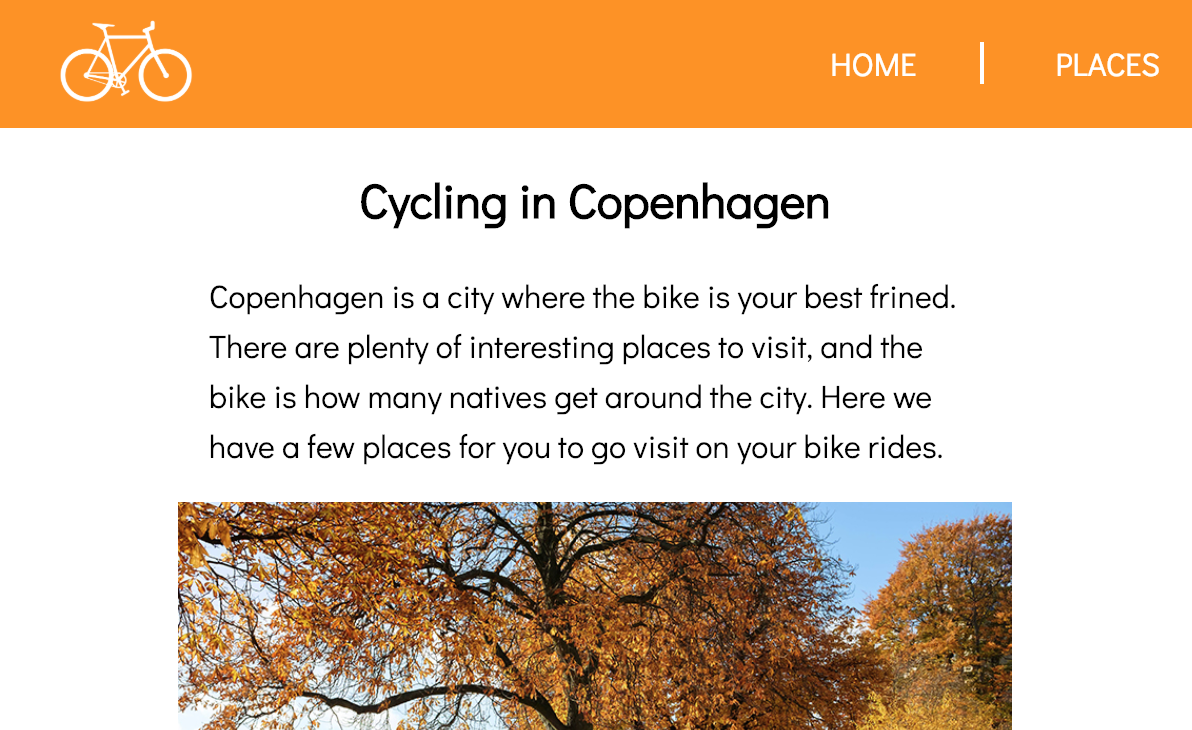 HOME | PLACES
Cycling in Copenhagen
Copenhagen is a city where the bike is your best frined.
There are plenty of interesting places to visit, and the
bike is how many natives get around the city. Here we
have a few places for you to go visit on your bike rides.